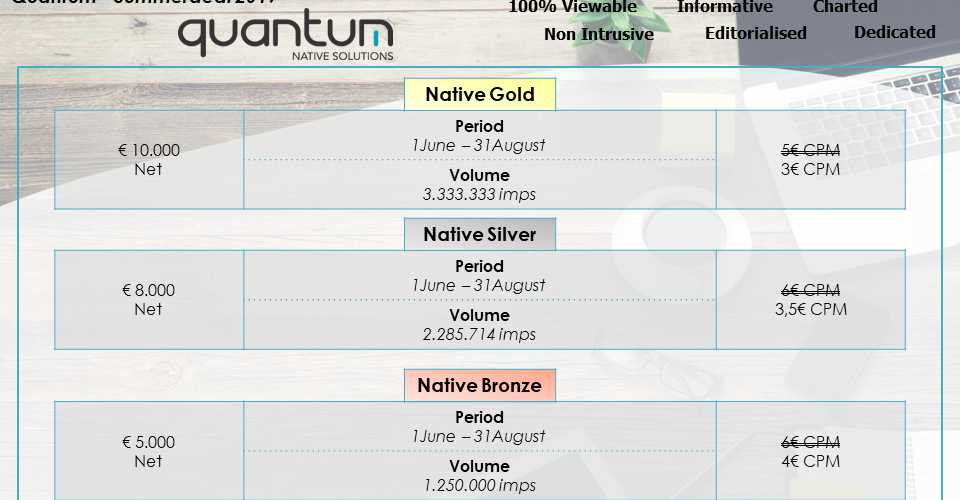 100% Viewable Informative Charted
quantum
NATIVE SOLUTIONS
Non Intrusive Editorialised Dedicated
Native Gold
€ 10.000
Net
Period
1June – 31August
Volume
3.333.333 imps
5€ CPM
3€ CPM
Native Silver
€ 8.000
Net
Period
1June – 31August
Volume
2.285.714 imps
6€ CPM
3,5€ CPM
Native Bronze
€ 5.000
Net
Period
1June – 31August
Volume
1.250.000 imps
6€ CPM
4€ CPM